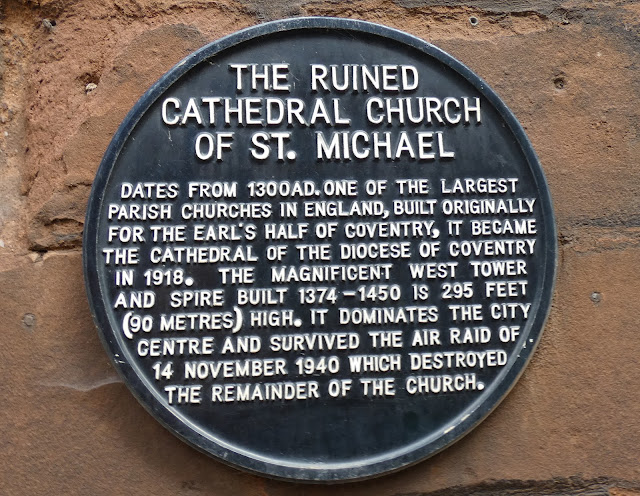 THE RUINED
CATHEDRAL CHURCH
OF ST. MICHAEL
DATES FROM 1300AD. ONE OF THE LARGEST
PARISH CHURCHES IN ENGLAND, BUILT ORIGINALLY
FOR THE EARL'S HALF OF COVENTRY, IT BECAME
THE CATHEDRAL OF THE DIOCESE OF COVENTRY
IN 1918. THE MAGNIFICENT WEST TOWER
AND SPIRE BUILT 1374-1450 IS 295 FEET
(90 METRES) HIGH. IT DOMINATES THE CITY
CENTRE AND SURVIVED THE AIR RAID OF
14 NOVEMBER 1940 WHICH DESTROYED
THE REMAINDER OF THE CHURCH.